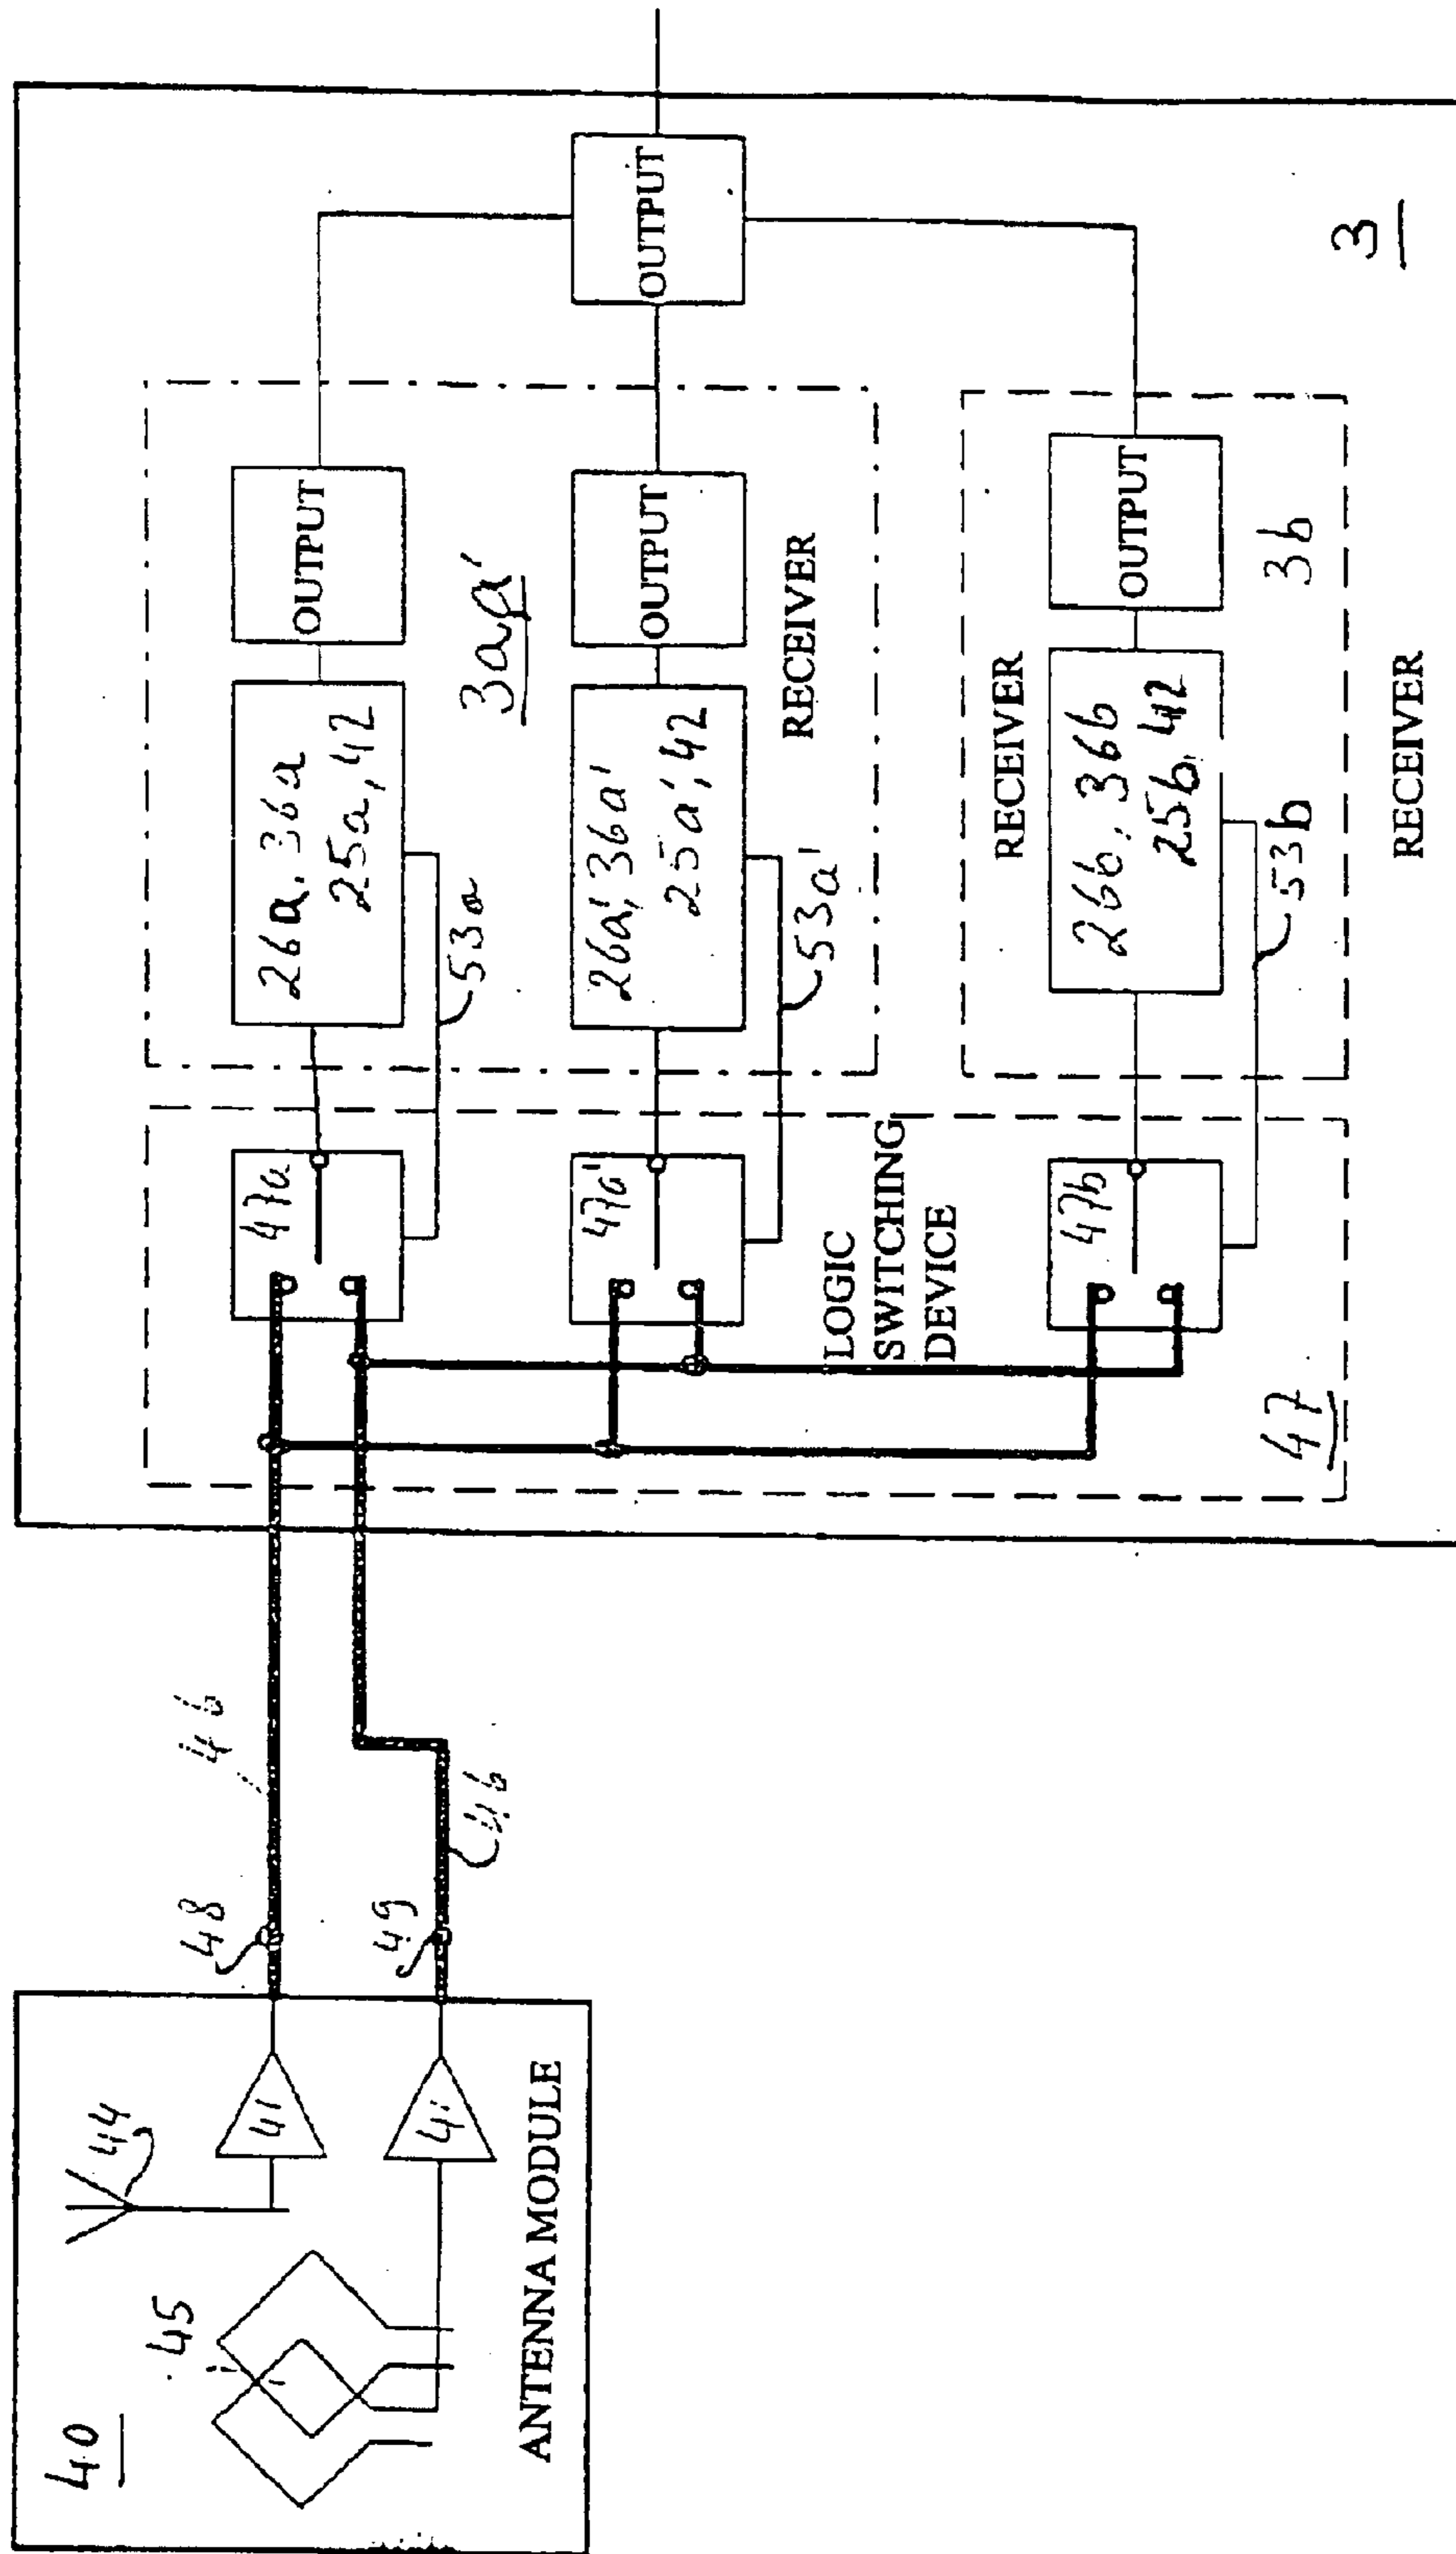 40
45
44
41
41
ANTENNA MODULE
48
46
49
46
47a
47a'
47b
LOGIC
SWITCHING
DEVICE
47
53a
53a'
53b
26a, 36a
25a, 42
OUTPUT
3a,a'
26a', 36a'
25a', 42
OUTPUT
RECEIVER
RECEIVER
26b, 36b
25b, 42
OUTPUT
3b
RECEIVER
OUTPUT
3